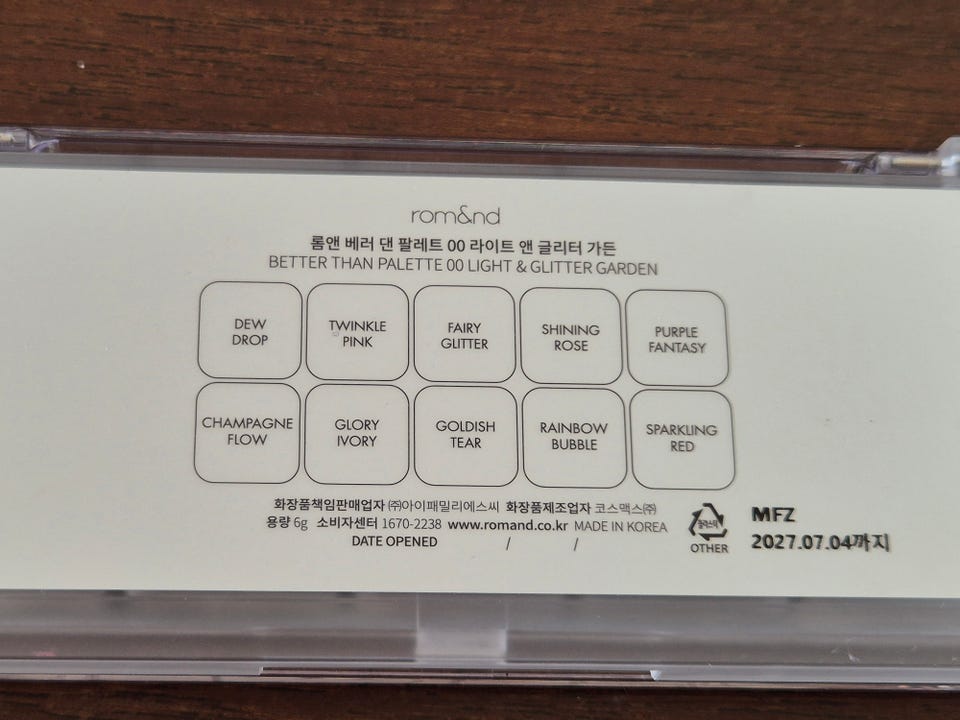 rom&nd
롬앤 베러 댄 팔레트 00 라이트 앤 글리터 가든
BETTER THAN PALETTE 00 LIGHT & GLITTER GARDEN
DEW
DROP
TWINKLE
PINK
FAIRY
GLITTER
SHINING
ROSE
PURPLE
FANTASY
CHAMPAGNE
FLOW
GLORY
IVORY
GOLDISH
TEAR
RAINBOW
BUBBLE
SPARKLING
RED
화장품책임판매업자 ㈜아이패밀리에스씨 화장품제조업자 코스맥스㈜
용량 6g 소비자센터 1670-2238 www.romand.co.kr MADE IN KOREA
DATE OPENED / /
플라스틱
OTHER
MFZ
2027.07.04까지